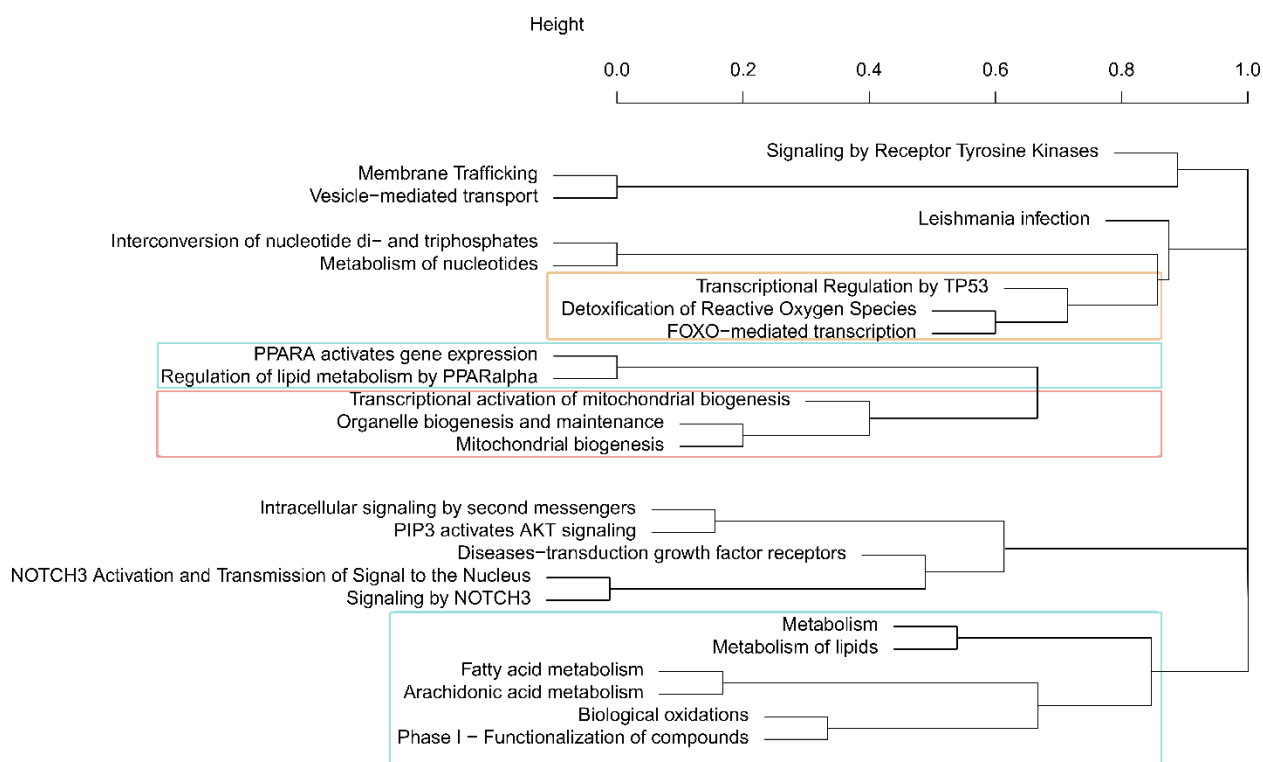 Height
0.0 0.2 0.4 0.6 0.8 1.0
Signaling by Receptor Tyrosine Kinases
Membrane Trafficking
Vesicle−mediated transport
Leishmania infection
Interconversion of nucleotide di− and triphosphates
Metabolism of nucleotides
Transcriptional Regulation by TP53
Detoxification of Reactive Oxygen Species
FOXO−mediated transcription
PPARA activates gene expression
Regulation of lipid metabolism by PPARalpha
Transcriptional activation of mitochondrial biogenesis
Organelle biogenesis and maintenance
Mitochondrial biogenesis
Intracellular signaling by second messengers
PIP3 activates AKT signaling
Diseases−transduction growth factor receptors
NOTCH3 Activation and Transmission of Signal to the Nucleus
Signaling by NOTCH3
Metabolism
Metabolism of lipids
Fatty acid metabolism
Arachidonic acid metabolism
Biological oxidations
Phase I − Functionalization of compounds